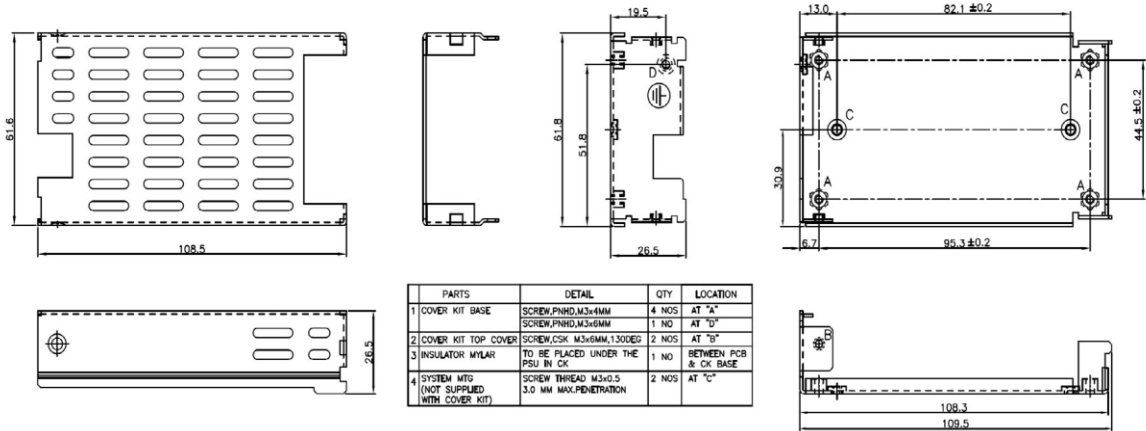 19.5
13.0
82.1 ±0.2
61.6
61.8
51.8
D
A
A
C
C
A
A
44.5 ±0.2
30.9
108.5
26.5
6.7
95.3 ±0.2
PARTS DETAIL QTY LOCATION
1 COVER KIT BASE SCREW,PNHD,M3x4MM 4 NOS AT "A"
SCREW,PNHD,M3x6MM 1 NO AT "D"
2 COVER KIT TOP COVER SCREW,CSK M3x6MM,130DEG 2 NOS AT "B"
3 INSULATOR MYLAR TO BE PLACED UNDER THE 1 NO BETWEEN PCB
PSU IN CK & CK BASE
4 SYSTEM MTG SCREW THREAD M3x0.5 2 NOS AT "C"
(NOT SUPPLIED 3.0 MM MAX.PENETRATION
WITH COVER KIT)
26.5
B
108.3
109.5